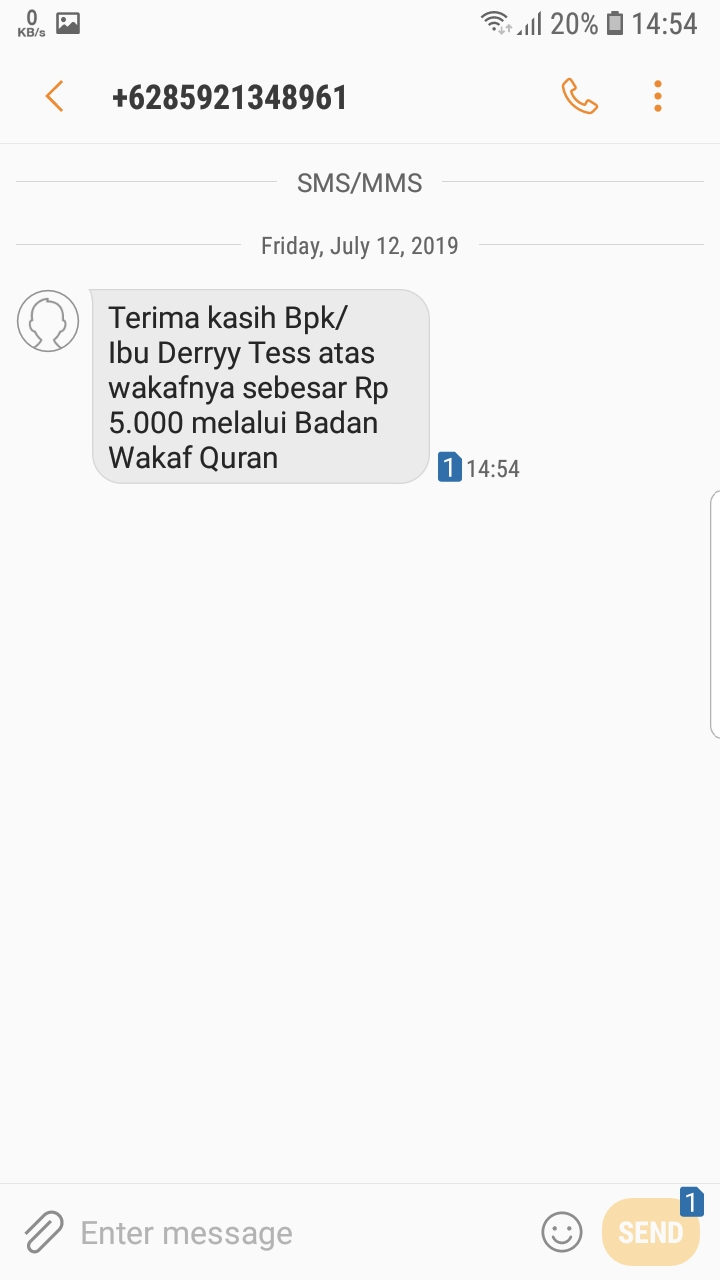 0
KB/s
20%
14:54
+6285921348961
SMS/MMS
Friday, July 12, 2019
Terima kasih Bpk/
Ibu Derryy Tess atas
wakafnya sebesar Rp
5.000 melalui Badan
Wakaf Quran
1 14:54
Enter message
SEND
1